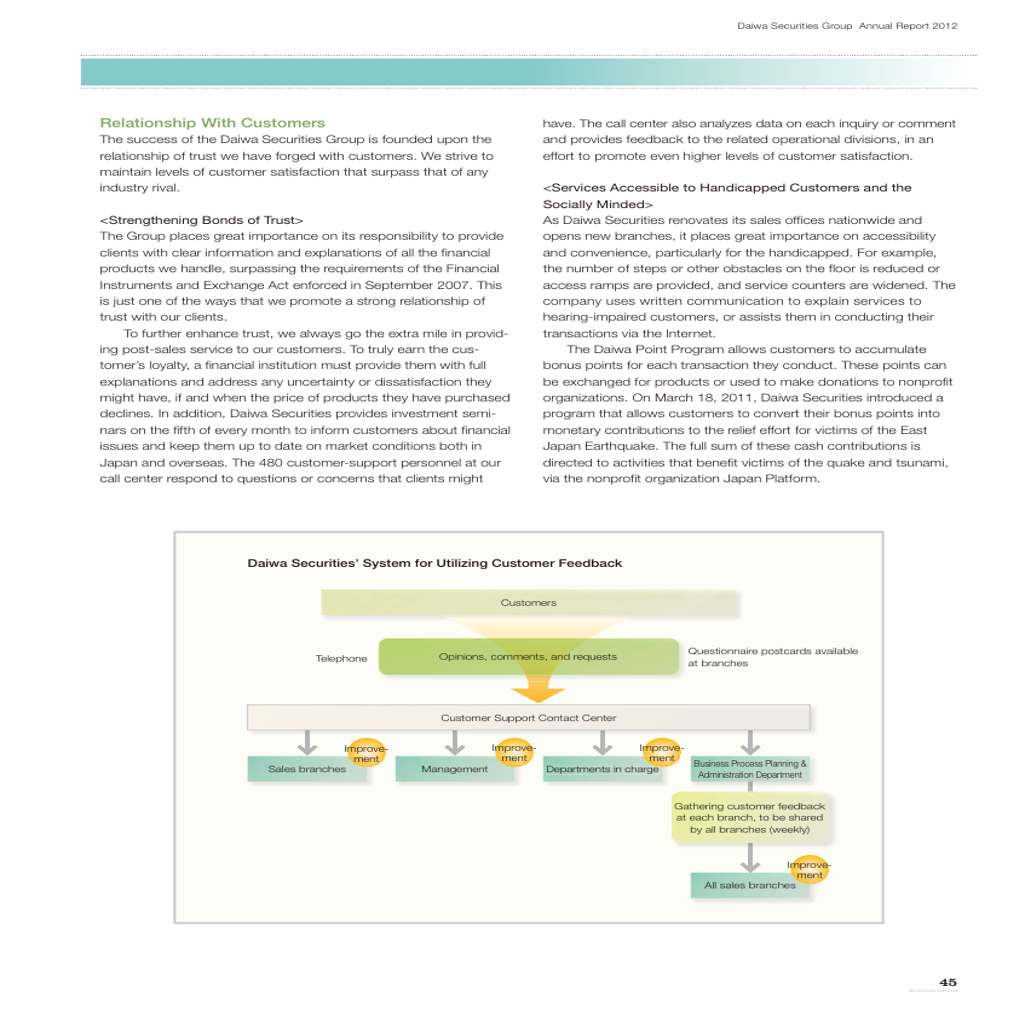 Daiwa Securities Group Annual Report 2012
Relationship With Customers
The success of the Daiwa Securities Group is founded upon the
relationship of trust we have forged with customers. We strive to
maintain levels of customer satisfaction that surpass that of any
industry rival.
<Strengthening Bonds of Trust>
The Group places great importance on its responsibility to provide
clients with clear information and explanations of all the financial
products we handle, surpassing the requirements of the Financial
Instruments and Exchange Act enforced in September 2007. This
is just one of the ways that we promote a strong relationship of
trust with our clients.
To further enhance trust, we always go the extra mile in provid-
ing post-sales service to our customers. To truly earn the cus-
tomer's loyalty, a financial institution must provide them with full
explanations and address any uncertainty or dissatisfaction they
might have, if and when the price of products they have purchased
declines. In addition, Daiwa Securities provides investment semi-
nars on the fifth of every month to inform customers about financial
issues and keep them up to date on market conditions both in
Japan and overseas. The 480 customer-support personnel at our
call center respond to questions or concerns that clients might
have. The call center also analyzes data on each inquiry or comment
and provides feedback to the related operational divisions, in an
effort to promote even higher levels of customer satisfaction.
<Services Accessible to Handicapped Customers and the
Socially Minded>
As Daiwa Securities renovates its sales offices nationwide and
opens new branches, it places great importance on accessibility
and convenience, particularly for the handicapped. For example,
the number of steps or other obstacles on the floor is reduced or
access ramps are provided, and service counters are widened. The
company uses written communication to explain services to
hearing-impaired customers, or assists them in conducting their
transactions via the Internet.
The Daiwa Point Program allows customers to accumulate
bonus points for each transaction they conduct. These points can
be exchanged for products or used to make donations to nonprofit
organizations. On March 18, 2011, Daiwa Securities introduced a
program that allows customers to convert their bonus points into
monetary contributions to the relief effort for victims of the East
Japan Earthquake. The full sum of these cash contributions is
directed to activities that benefit victims of the quake and tsunami,
via the nonprofit organization Japan Platform.
Daiwa Securities' System for Utilizing Customer Feedback
Customers
Telephone
Opinions, comments, and requests
Questionnaire postcards available
at branches
Customer Support Contact Center
Improve-
ment
Sales branches
Improve-
ment
Management
Improve-
ment
Departments in charge
Business Process Planning &
Administration Department
Gathering customer feedback
at each branch, to be shared
by all branches (weekly)
Improve-
ment
All sales branches
45